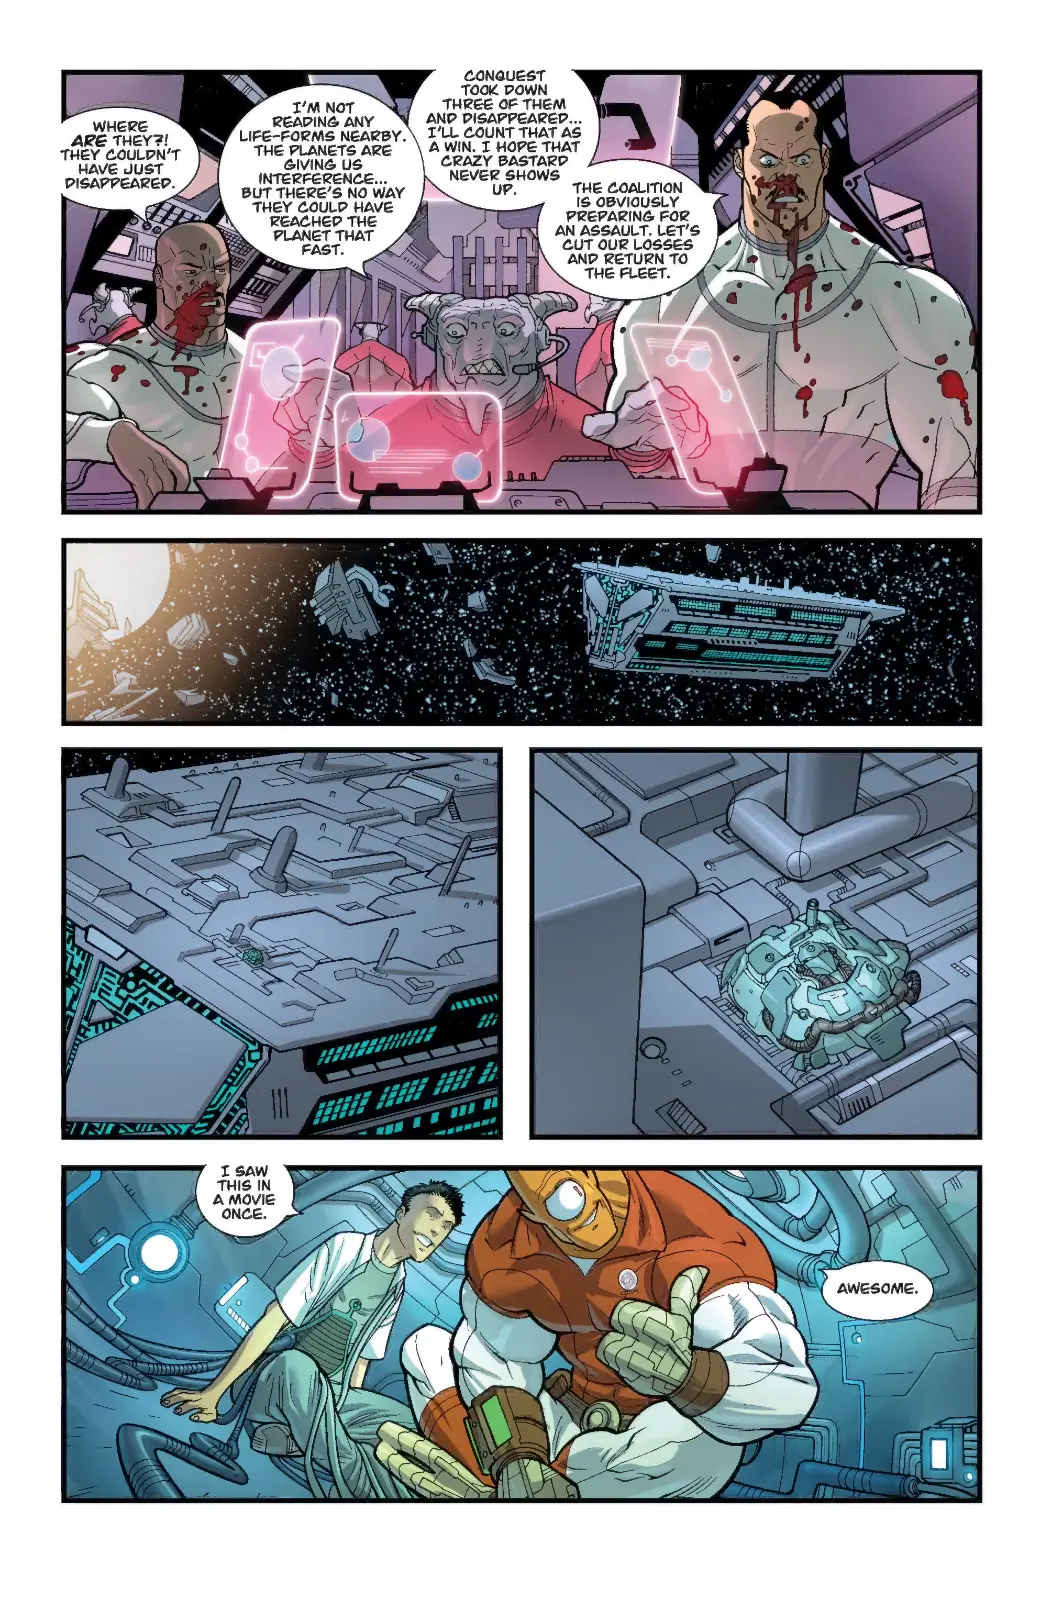 WHERE
ARE THEY?!
THEY COULDN'T
HAVE JUST
DISAPPEARED.
I'M NOT
READING ANY
LIFE-FORMS NEARBY.
THE PLANETS ARE
GIVING US
INTERFERENCE...
BUT THERE'S NO WAY
THEY COULD HAVE
REACHED THE
PLANET THAT
FAST.
CONQUEST
TOOK DOWN
THREE OF THEM
AND DISAPPEARED...
I'LL COUNT THAT AS
A WIN. I HOPE THAT
CRAZY BASTARD
NEVER SHOWS
UP.
THE COALITION
IS OBVIOUSLY
PREPARING FOR
AN ASSAULT. LET'S
CUT OUR LOSSES
AND RETURN TO
THE FLEET.
I SAW
THIS IN
A MOVIE
ONCE.
AWESOME.